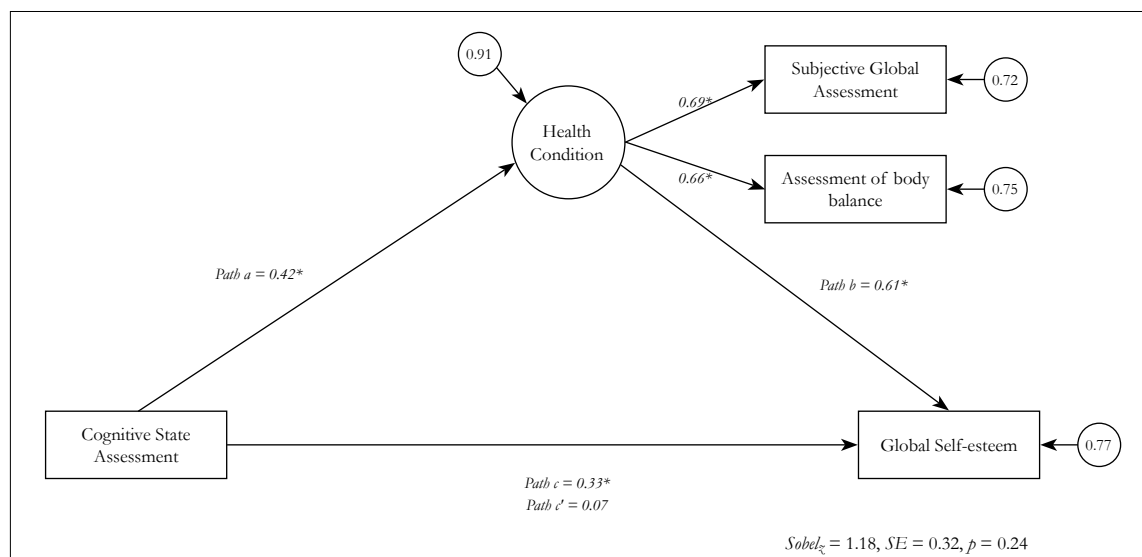 0.91
Subjective Global
Assessment
0.72
0.69*
Health
Condition
0.66*
Assessment of body
balance
0.75
Path a = 0.42*
Path b = 0.61*
Cognitive State
Assessment
Global Self-esteem
0.77
Path c = 0.33*
Path c' = 0.07
Sobelz = 1.18, SE = 0.32, p = 0.24